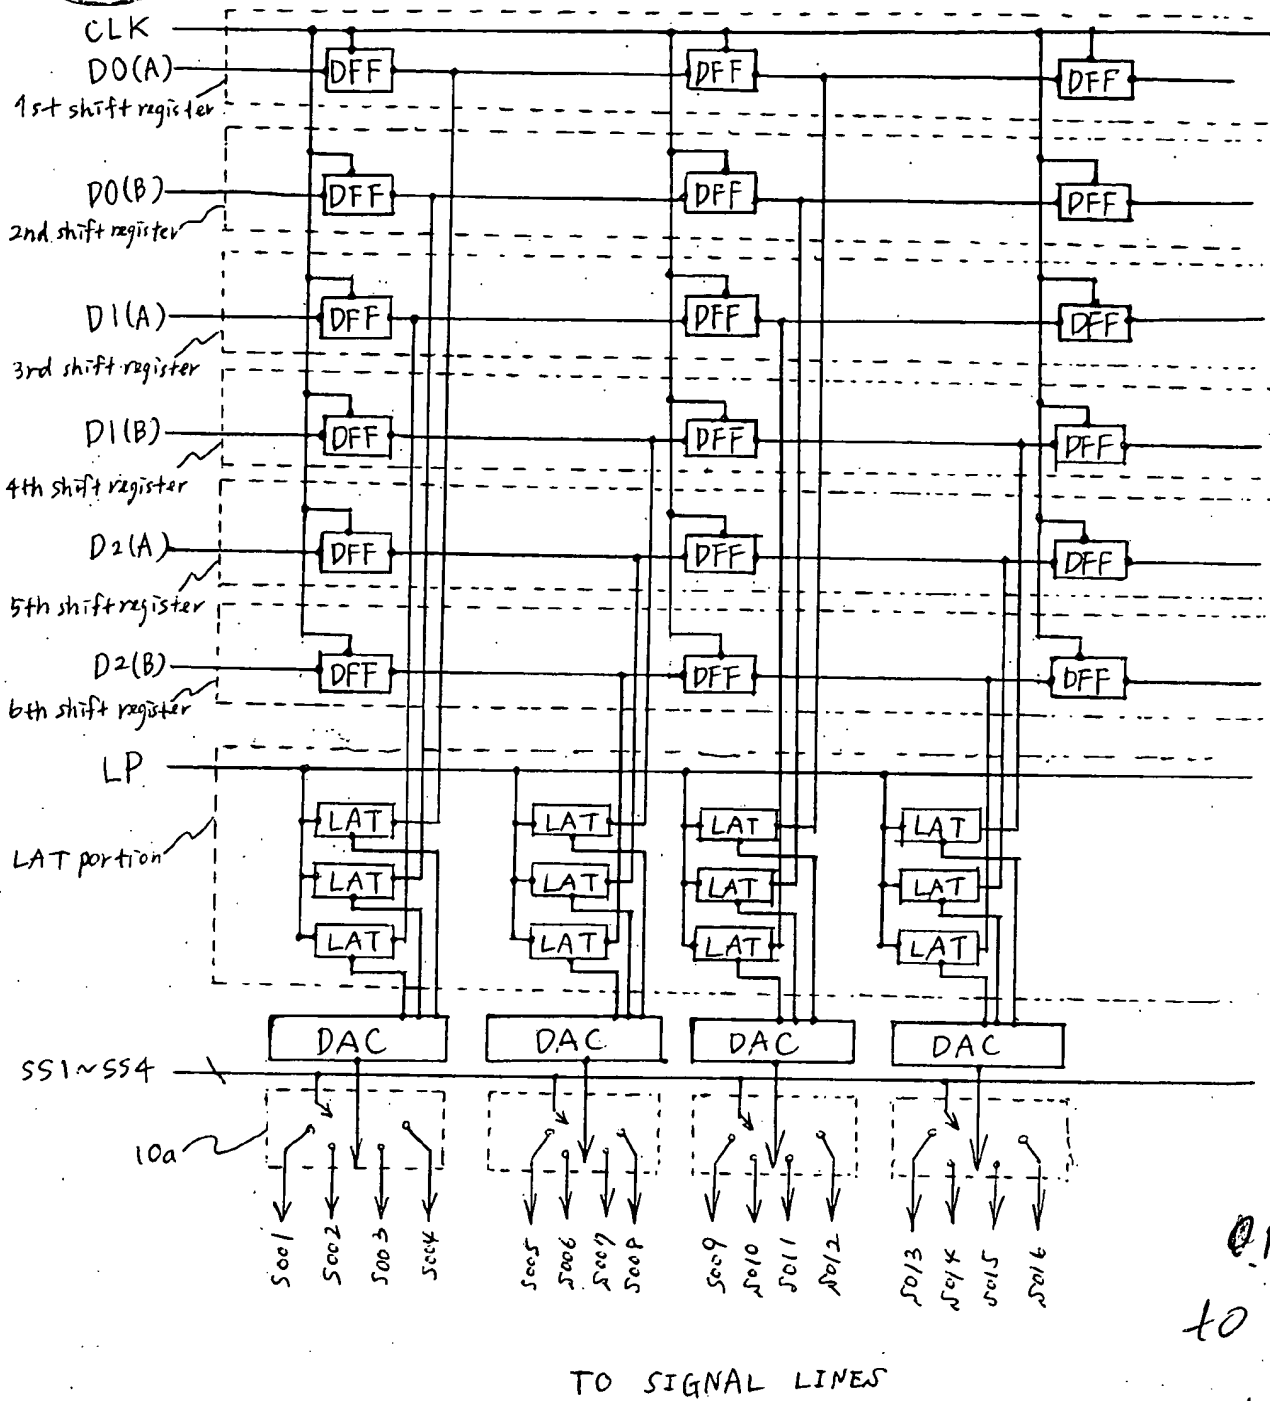 CLK
D0(A)
DFF DFF DFF
1st shift register
D0(B)
DFF DFF DFF
2nd shift register
D1(A)
DFF DFF DFF
3rd shift register
D1(B)
DFF DFF DFF
4th shift register
D2(A)
DFF DFF DFF
5th shift register
D2(B)
DFF DFF DFF
6th shift register
LP
LAT LAT LAT LAT
LAT portion
LAT LAT LAT LAT
LAT LAT LAT LAT
DAC DAC DAC DAC
SS1~SS4
10a
S001 S002 S003 S004 S005 S006 S007 S008 S009 S010 S011 S012 S013 S014 S015 S016
to
TO SIGNAL LINES